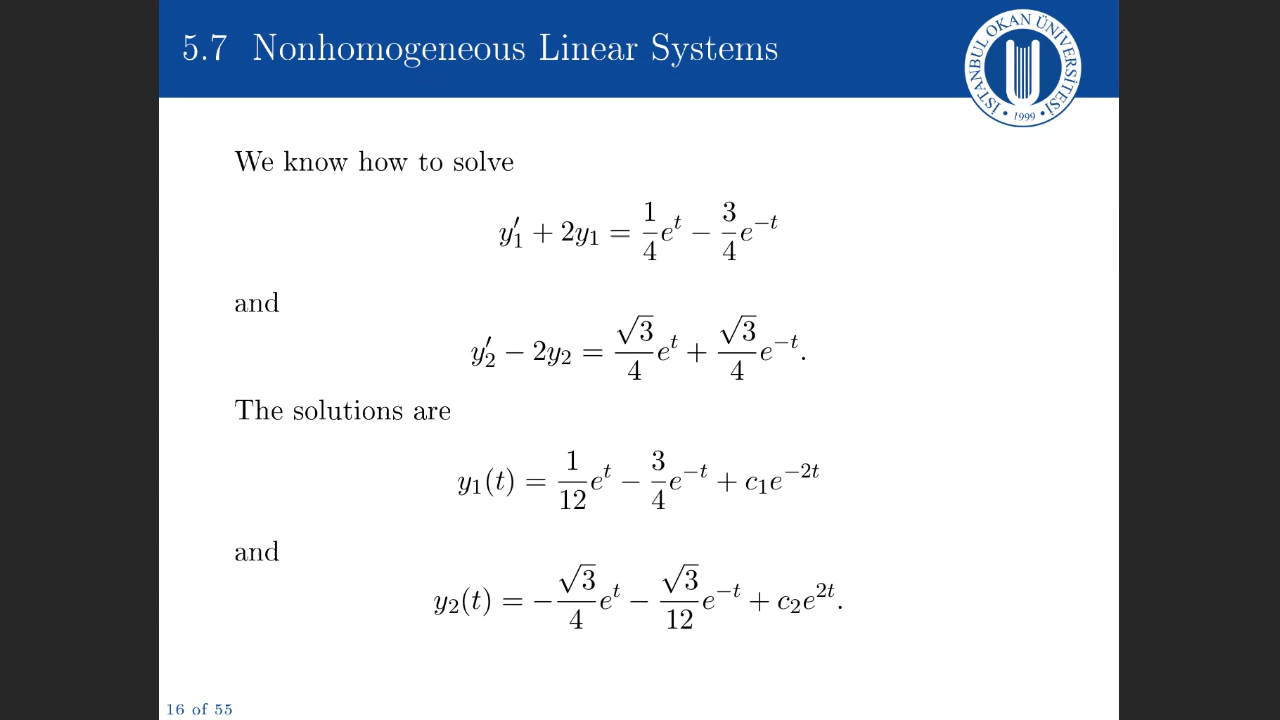 5.7 Nonhomogeneous Linear Systems
İSTANBUL OKAN ÜNİVERSİTESİ
• 1999 •
We know how to solve
y₁′ + 2y₁ = 1/4 eᵗ − 3/4 e⁻ᵗ
and
y₂′ − 2y₂ = √3/4 eᵗ + √3/4 e⁻ᵗ.
The solutions are
y₁(t) = 1/12 eᵗ − 3/4 e⁻ᵗ + c₁e⁻²ᵗ
and
y₂(t) = −√3/4 eᵗ − √3/12 e⁻ᵗ + c₂e²ᵗ.
16 of 55